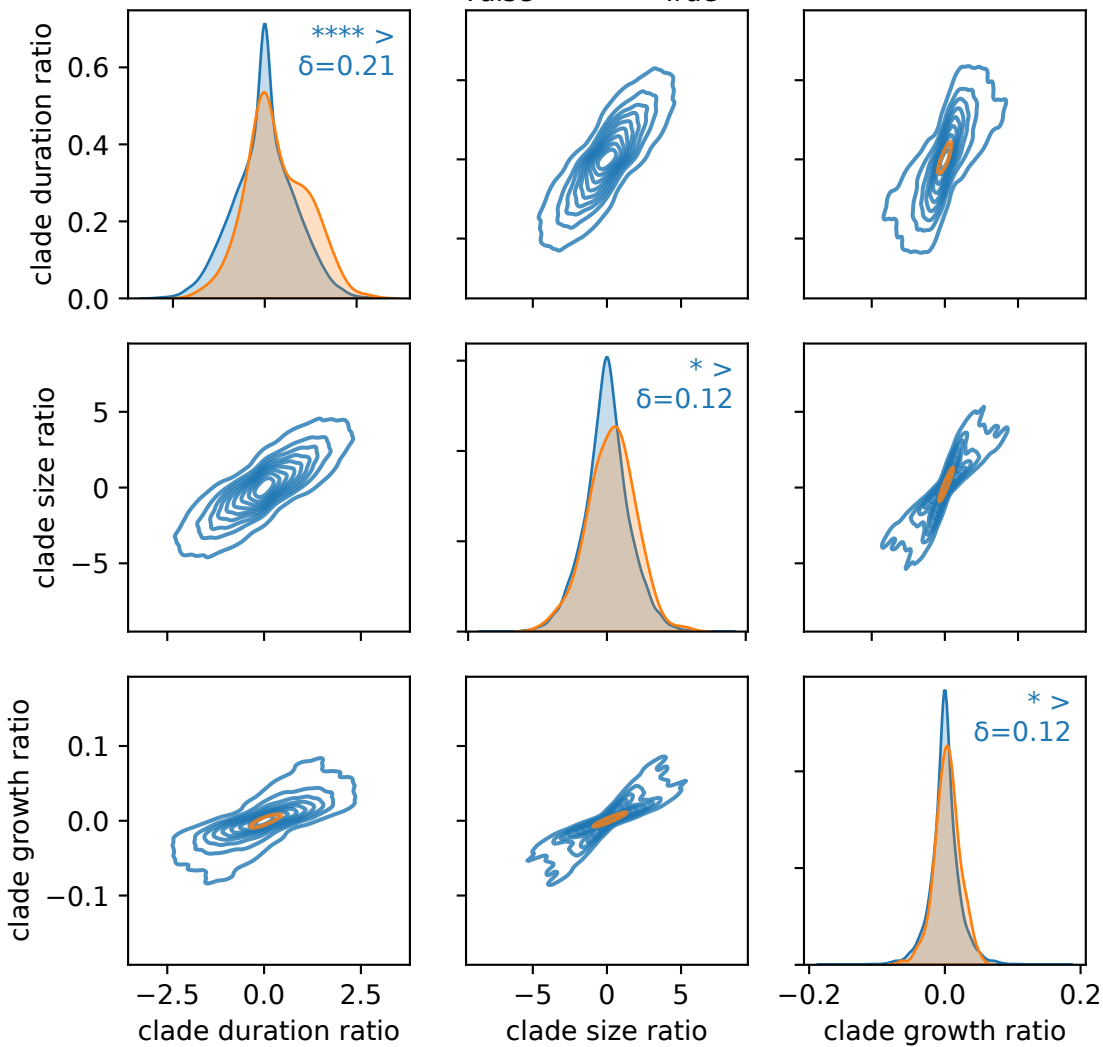 clade duration ratio
0.6
0.4
0.2
0.0
**** >
δ=0.21
clade size ratio
5
0
−5
* >
δ=0.12
clade growth ratio
0.1
0.0
−0.1
* >
δ=0.12
−2.5 0.0 2.5
clade duration ratio
−5 0 5
clade size ratio
−0.2 0.0 0.2
clade growth ratio